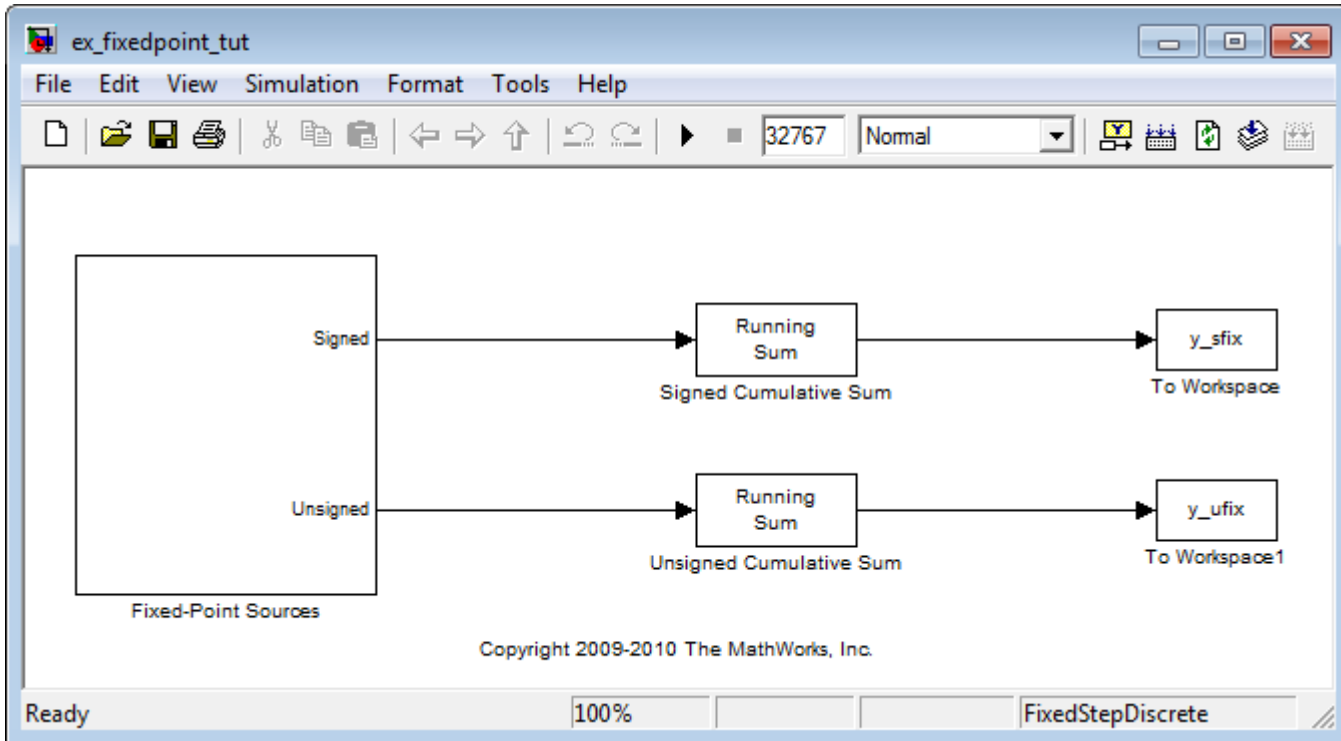 ex_fixedpoint_tut
File Edit View Simulation Format Tools Help
32767 Normal
Signed
Running
Sum
y_sfix
Signed Cumulative Sum
To Workspace
Unsigned
Running
Sum
y_ufix
Unsigned Cumulative Sum
To Workspace1
Fixed-Point Sources
Copyright 2009-2010 The MathWorks, Inc.
Ready 100% FixedStepDiscrete